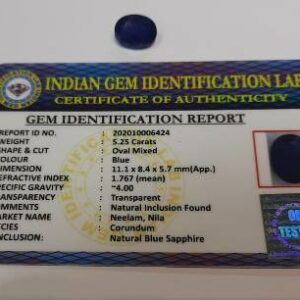 INDIAN GEM IDENTIFICATION LAB
CERTIFICATE OF AUTHENTICITY
GEM IDENTIFICATION REPORT
REPORT ID NO. : 202010006424
WEIGHT : 5.25 Carats
SHAPE & CUT : Oval Mixed
COLOUR : Blue
DIMENSION : 11.1 x 8.4 x 5.7 mm(App.)
REFRACTIVE INDEX : 1.767 (mean)
SPECIFIC GRAVITY : ~4.00
TRANSPARENCY : Transparent
COMMENTS : Natural Inclusion Found
MARKET NAME : Neelam, Nila
SPECIES : Corundum
CONCLUSION : Natural Blue Sapphire
TESTE